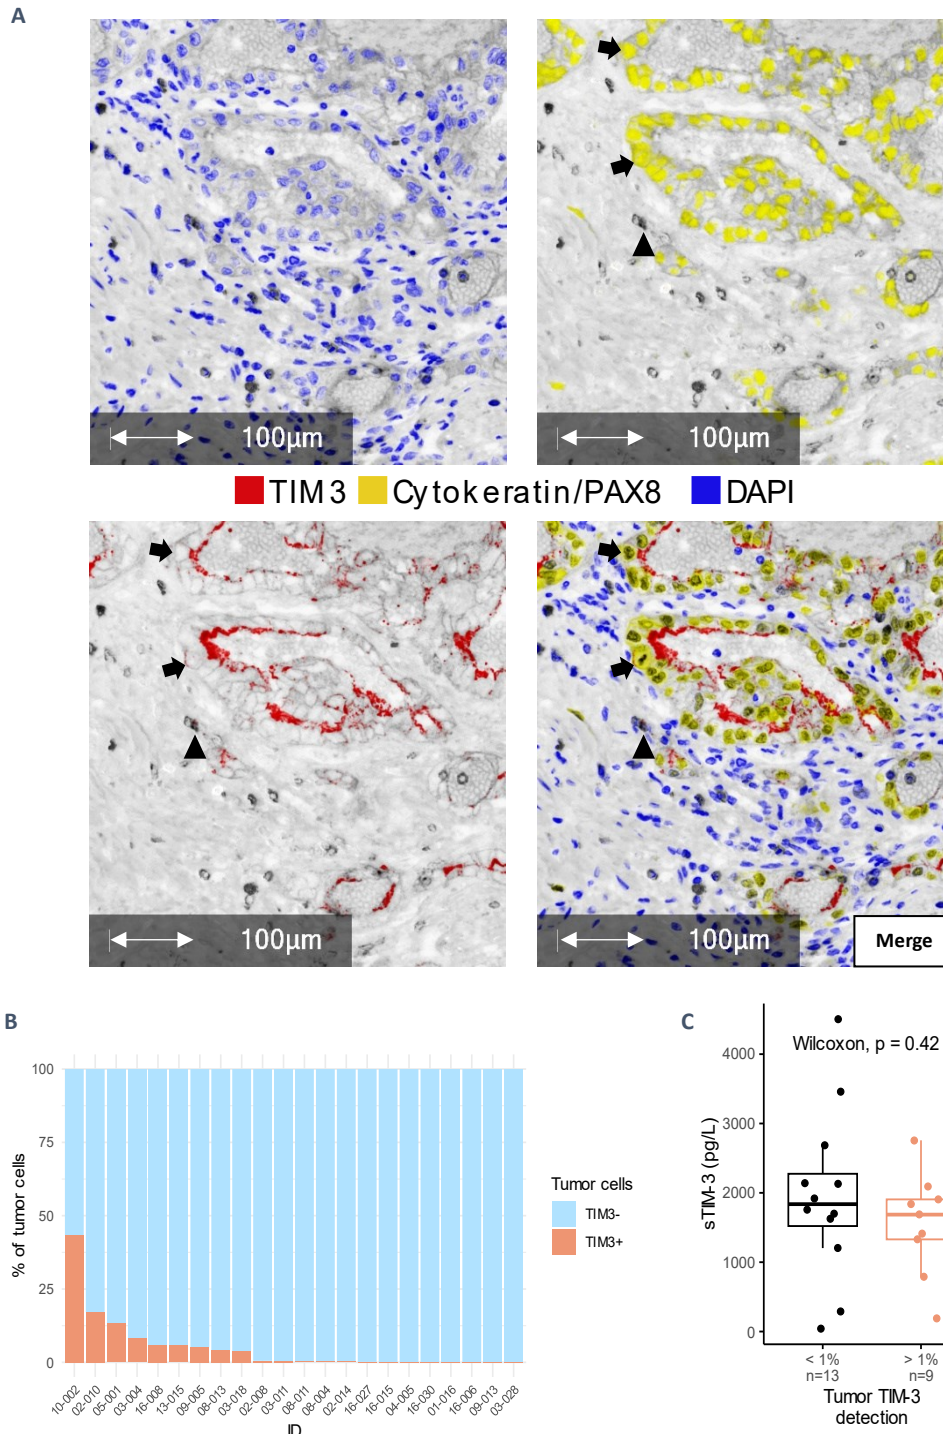 A
100µm
100µm
TIM3 Cytokeratin/PAX8 DAPI
100µm
100µm
Merge
B
100
75
50
25
0
% of tumor cells
10-002
02-010
05-001
03-004
16-008
13-015
09-005
08-013
03-018
02-008
03-011
08-011
08-004
02-014
16-027
16-015
04-005
16-030
01-016
16-006
09-013
03-028
ID
Tumor cells
TIM3-
TIM3+
C
Wilcoxon, p = 0.42
4000
3000
2000
1000
0
sTIM-3 (pg/L)
< 1%
n=13
> 1%
n=9
Tumor TIM-3
detection